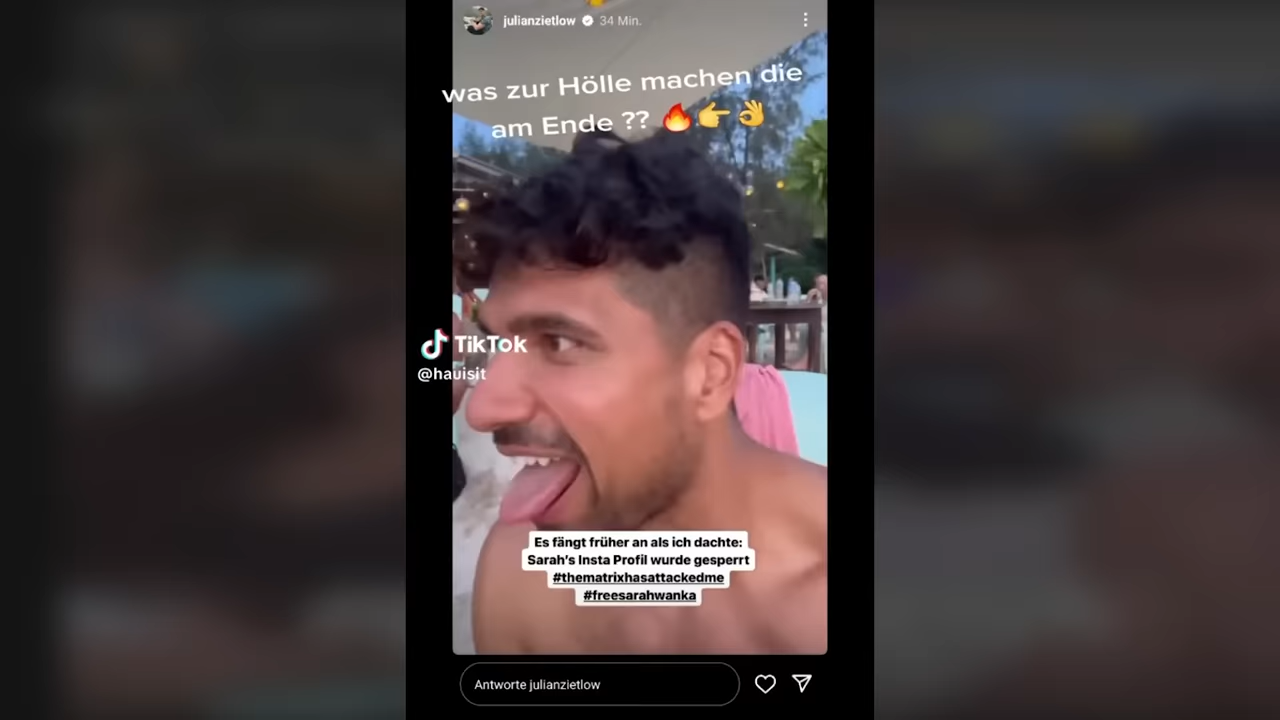 julianzietlow 34 Min.
was zur Hölle machen die
am Ende ?? 🔥👉👌
TikTok
@hauisit
Es fängt früher an als ich dachte:
Sarah's Insta Profil wurde gesperrt
#thematrixhasattackedme
#freesarahwanka
Antworte julianzietlow